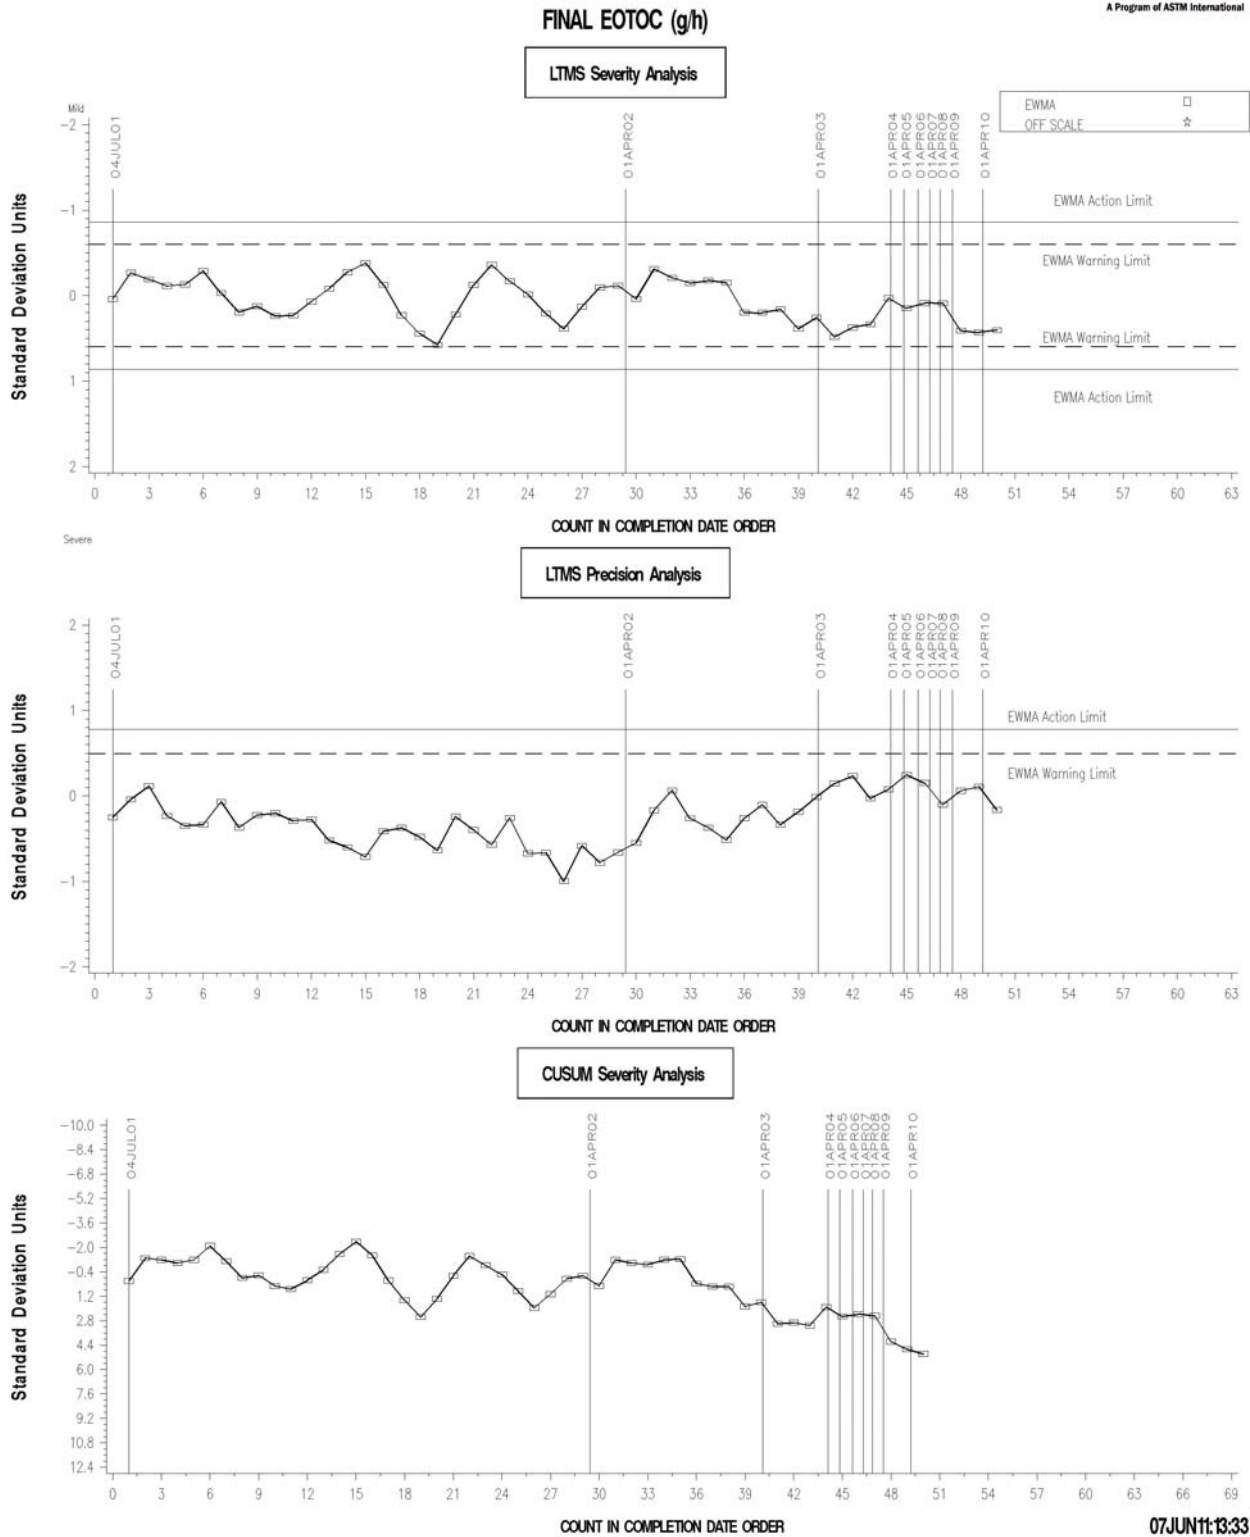 A Program of ASTM International
FINAL EOTOC (g/h)
LTMS Severity Analysis
EWMA
OFF SCALE
Mild
04JUL01 01APR02 01APR03 01APR04 01APR05 01APR06 01APR07 01APR08 01APR09 01APR10
Standard Deviation Units
-2
-1
0
1
2
EWMA Action Limit
EWMA Warning Limit
EWMA Warning Limit
EWMA Action Limit
0 3 6 9 12 15 18 21 24 27 30 33 36 39 42 45 48 51 54 57 60 63
COUNT IN COMPLETION DATE ORDER
Severe
LTMS Precision Analysis
04JUL01 01APR02 01APR03 01APR04 01APR05 01APR06 01APR07 01APR08 01APR09 01APR10
Standard Deviation Units
2
1
0
-1
-2
EWMA Action Limit
EWMA Warning Limit
0 3 6 9 12 15 18 21 24 27 30 33 36 39 42 45 48 51 54 57 60 63
COUNT IN COMPLETION DATE ORDER
CUSUM Severity Analysis
04JUL01 01APR02 01APR03 01APR04 01APR05 01APR06 01APR07 01APR08 01APR09 01APR10
Standard Deviation Units
-10.0
-8.4
-6.8
-5.2
-3.6
-2.0
-0.4
1.2
2.8
4.4
6.0
7.6
9.2
10.8
12.4
0 3 6 9 12 15 18 21 24 27 30 33 36 39 42 45 48 51 54 57 60 63 66 69
COUNT IN COMPLETION DATE ORDER
07JUN11:13:33